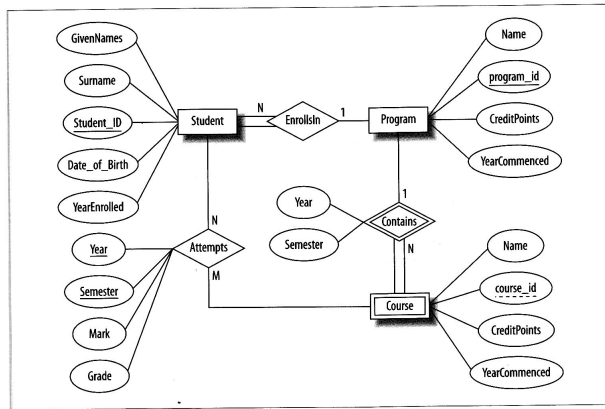 GivenNames
Surname
Student_ID
Date_of_Birth
YearEnrolled
Student
N
EnrollsIn
1
Program
Name
program_id
CreditPoints
YearCommenced
1
Year
Semester
Contains
N
N
Attempts
M
Year
Semester
Mark
Grade
Course
Name
course_id
CreditPoints
YearCommenced